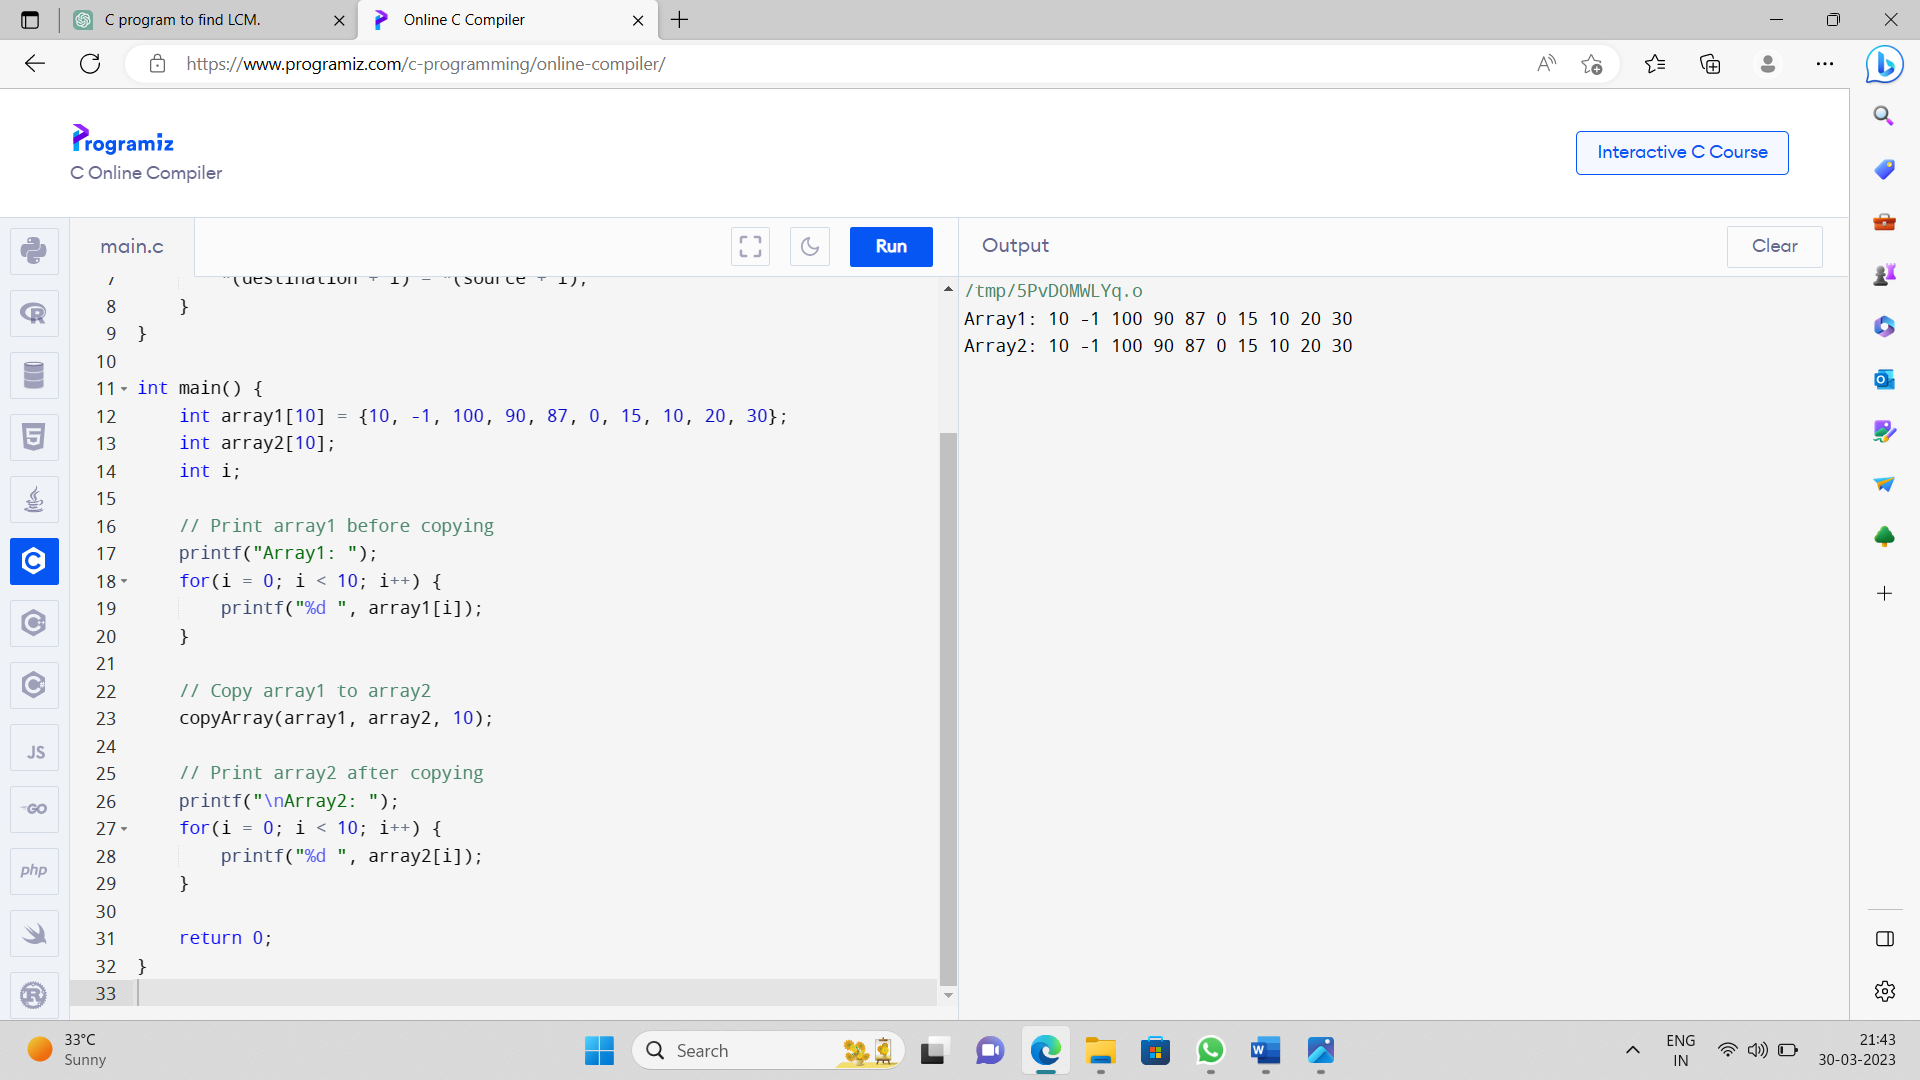 C program to find LCM.
Online C Compiler
https://www.programiz.com/c-programming/online-compiler/
Programiz
C Online Compiler
Interactive C Course
main.c
Run
Output
Clear
7         *(destination + i) = *(source + i);
8     }
9 }
10
11 int main() {
12     int array1[10] = {10, -1, 100, 90, 87, 0, 15, 10, 20, 30};
13     int array2[10];
14     int i;
15
16     // Print array1 before copying
17     printf("Array1: ");
18     for(i = 0; i < 10; i++) {
19         printf("%d ", array1[i]);
20     }
21
22     // Copy array1 to array2
23     copyArray(array1, array2, 10);
24
25     // Print array2 after copying
26     printf("\nArray2: ");
27     for(i = 0; i < 10; i++) {
28         printf("%d ", array2[i]);
29     }
30
31     return 0;
32 }
33
/tmp/5PvDOMWLYq.o
Array1: 10 -1 100 90 87 0 15 10 20 30
Array2: 10 -1 100 90 87 0 15 10 20 30
JS
GO
php
33°C
Sunny
Search
ENG
IN
21:43
30-03-2023